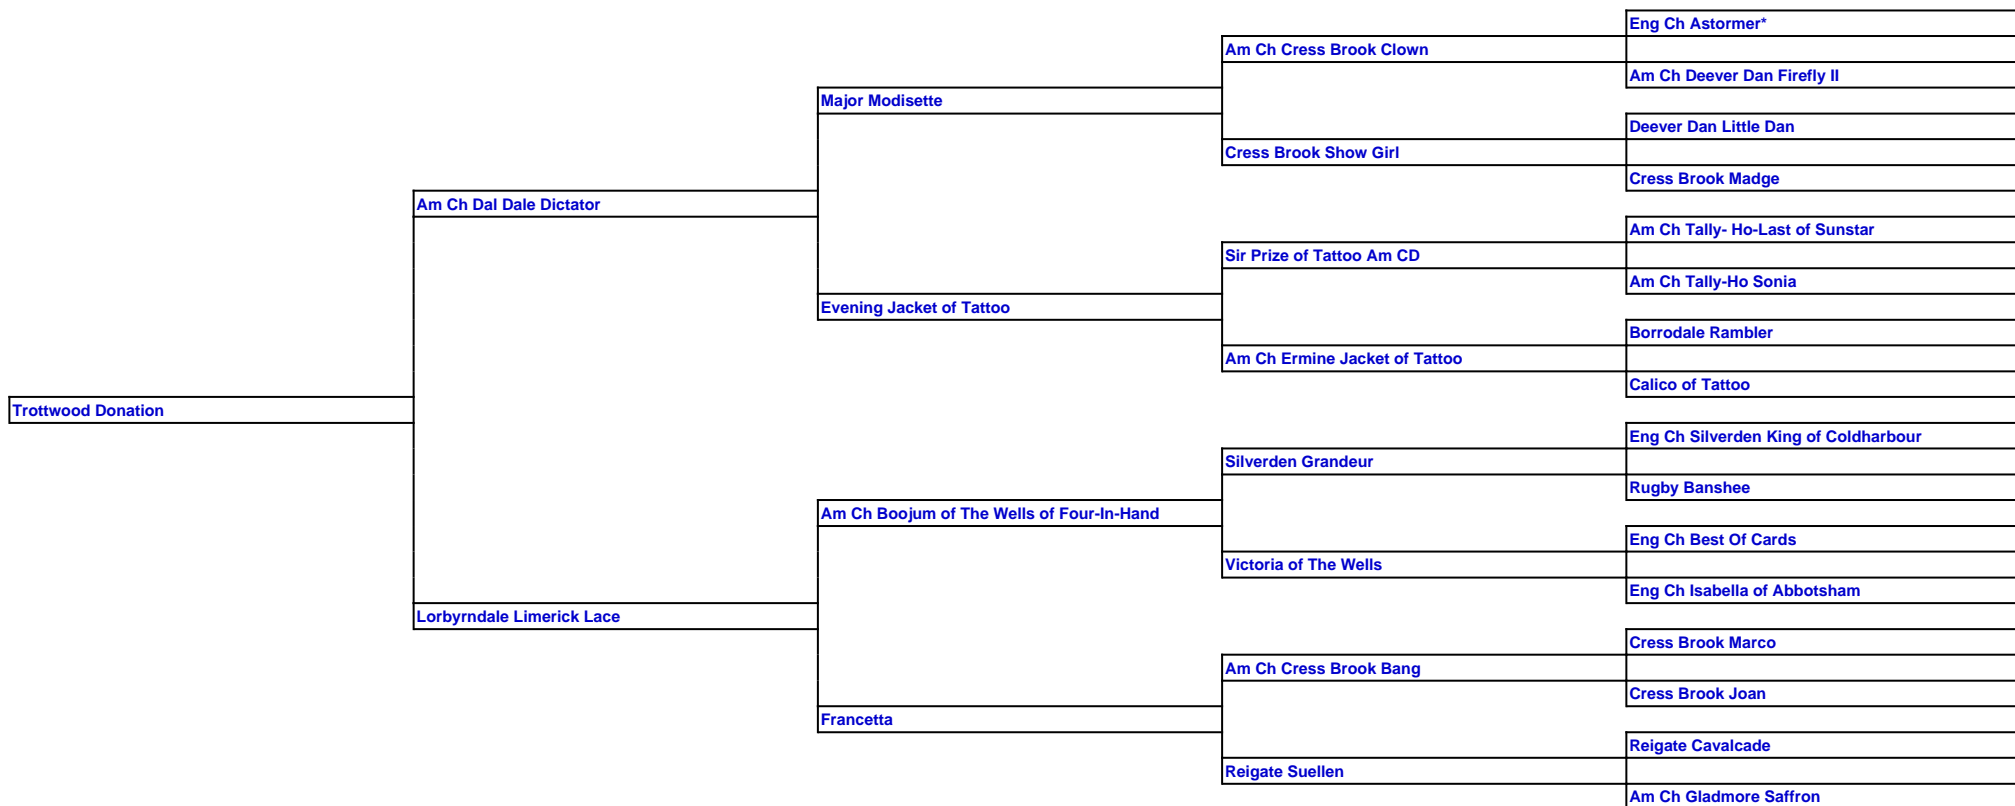 Eng Ch Astormer*
Am Ch Cress Brook Clown
Am Ch Deever Dan Firefly II
Major Modisette
Deever Dan Little Dan
Cress Brook Show Girl
Cress Brook Madge
Am Ch Dal Dale Dictator
Am Ch Tally- Ho-Last of Sunstar
Sir Prize of Tattoo Am CD
Am Ch Tally-Ho Sonia
Evening Jacket of Tattoo
Borrodale Rambler
Am Ch Ermine Jacket of Tattoo
Calico of Tattoo
Trottwood Donation
Eng Ch Silverden King of Coldharbour
Silverden Grandeur
Rugby Banshee
Am Ch Boojum of The Wells of Four-In-Hand
Eng Ch Best Of Cards
Victoria of The Wells
Eng Ch Isabella of Abbotsham
Lorbyrndale Limerick Lace
Cress Brook Marco
Am Ch Cress Brook Bang
Cress Brook Joan
Francetta
Reigate Cavalcade
Reigate Suellen
Am Ch Gladmore Saffron